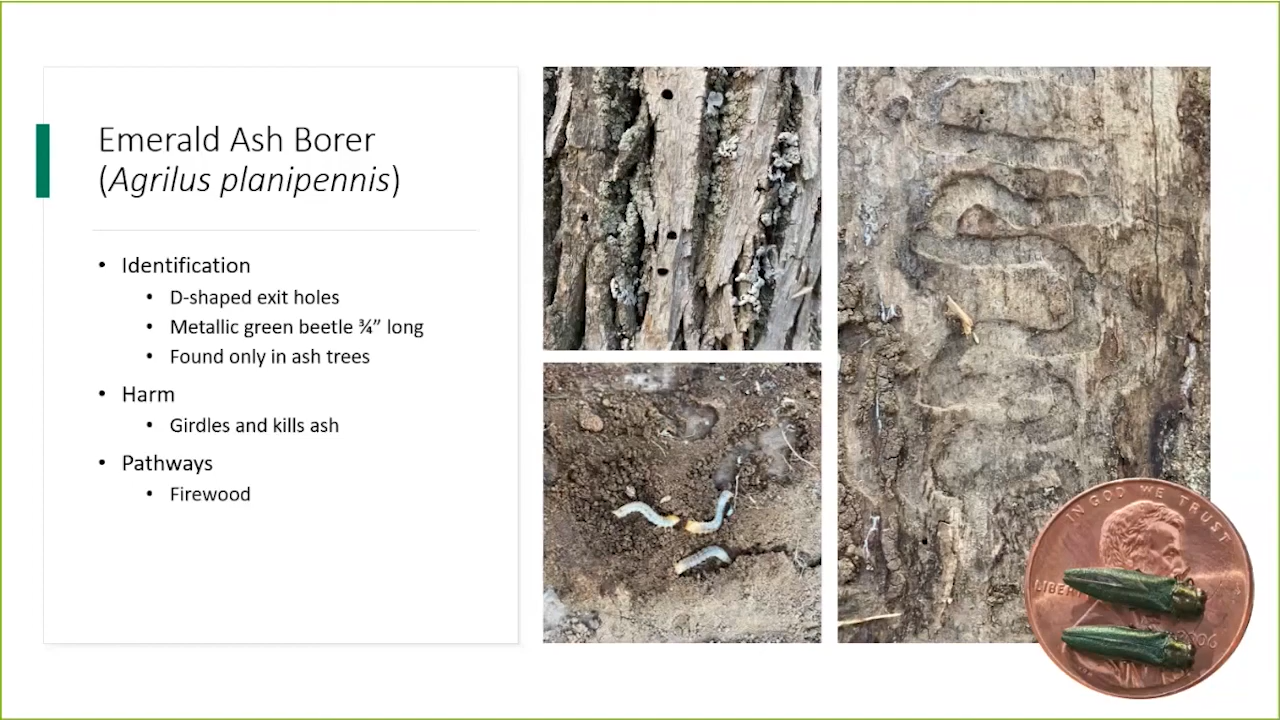 Emerald Ash Borer
(Agrilus planipennis)
• Identification
• D-shaped exit holes
• Metallic green beetle ¾” long
• Found only in ash trees
• Harm
• Girdles and kills ash
• Pathways
• Firewood
IN GOD WE TRUST